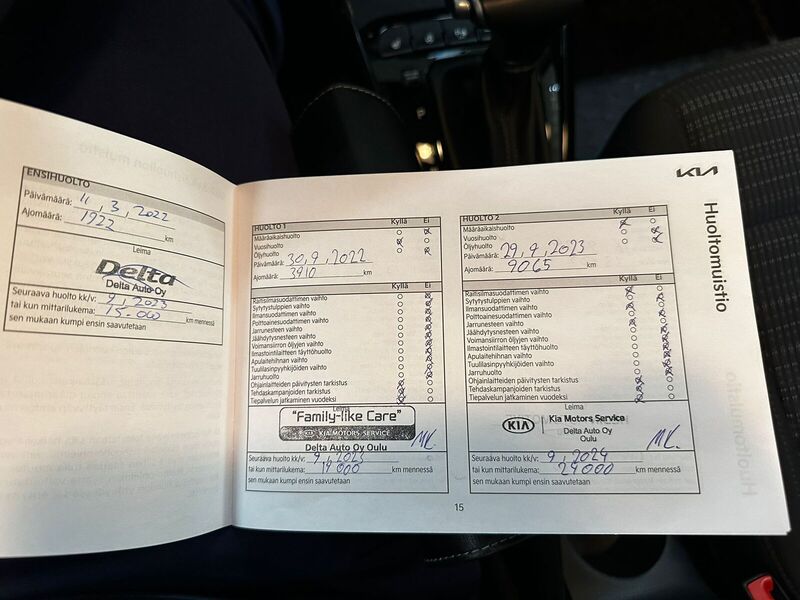 ENSIHUOLTO
Päivämäärä: 11, 3, 2022
Ajomäärä: 1922 km
Leima
Delta
Delta Auto Oy
Seuraava huolto kk/v: 9, 2023
tai kun mittarilukema: 15.000 km mennessä
sen mukaan kumpi ensin saavutetaan
HUOLTO 1 Kyllä Ei
Määräaikaishuolto
Vuosihuolto
Öljyhuolto
Päivämäärä: 30, 9, 2022
Ajomäärä: 3910 km
Kyllä Ei
Raitisilmasuodattimen vaihto
Sytytystulppien vaihto
Ilmansuodattimen vaihto
Polttoainesuodattimen vaihto
Jarrunesteen vaihto
Jäähdytysnesteen vaihto
Voimansiirron öljyjen vaihto
Ilmastointilaitteen täyttöhuolto
Apulaitehihnan vaihto
Tuulilasinpyyhkijöiden vaihto
Jarruhuolto
Ohjainlaitteiden päivitysten tarkistus
Tehdaskampanjoiden tarkistus
Tiepalvelun jatkaminen vuodeksi
Leima
"Family-like Care"
KIA MOTORS SERVICE
Delta Auto Oy Oulu
MK.
Seuraava huolto kk/v: 9, 2023
tai kun mittarilukema: 19000 km mennessä
sen mukaan kumpi ensin saavutetaan
KIA
Huoltomuistio
HUOLTO 2 Kyllä Ei
Määräaikaishuolto
Vuosihuolto
Öljyhuolto
Päivämäärä: 29, 9, 2023
Ajomäärä: 9065 km
Kyllä Ei
Raitisilmasuodattimen vaihto
Sytytystulppien vaihto
Ilmansuodattimen vaihto
Polttoainesuodattimen vaihto
Jarrunesteen vaihto
Jäähdytysnesteen vaihto
Voimansiirron öljyjen vaihto
Ilmastointilaitteen täyttöhuolto
Apulaitehihnan vaihto
Tuulilasinpyyhkijöiden vaihto
Jarruhuolto
Ohjainlaitteiden päivitysten tarkistus
Tehdaskampanjoiden tarkistus
Tiepalvelun jatkaminen vuodeksi
Leima
KIA Kia Motors Service
Delta Auto Oy
Oulu
MK.
Seuraava huolto kk/v: 9, 2024
tai kun mittarilukema: 24000 km mennessä
sen mukaan kumpi ensin saavutetaan
15